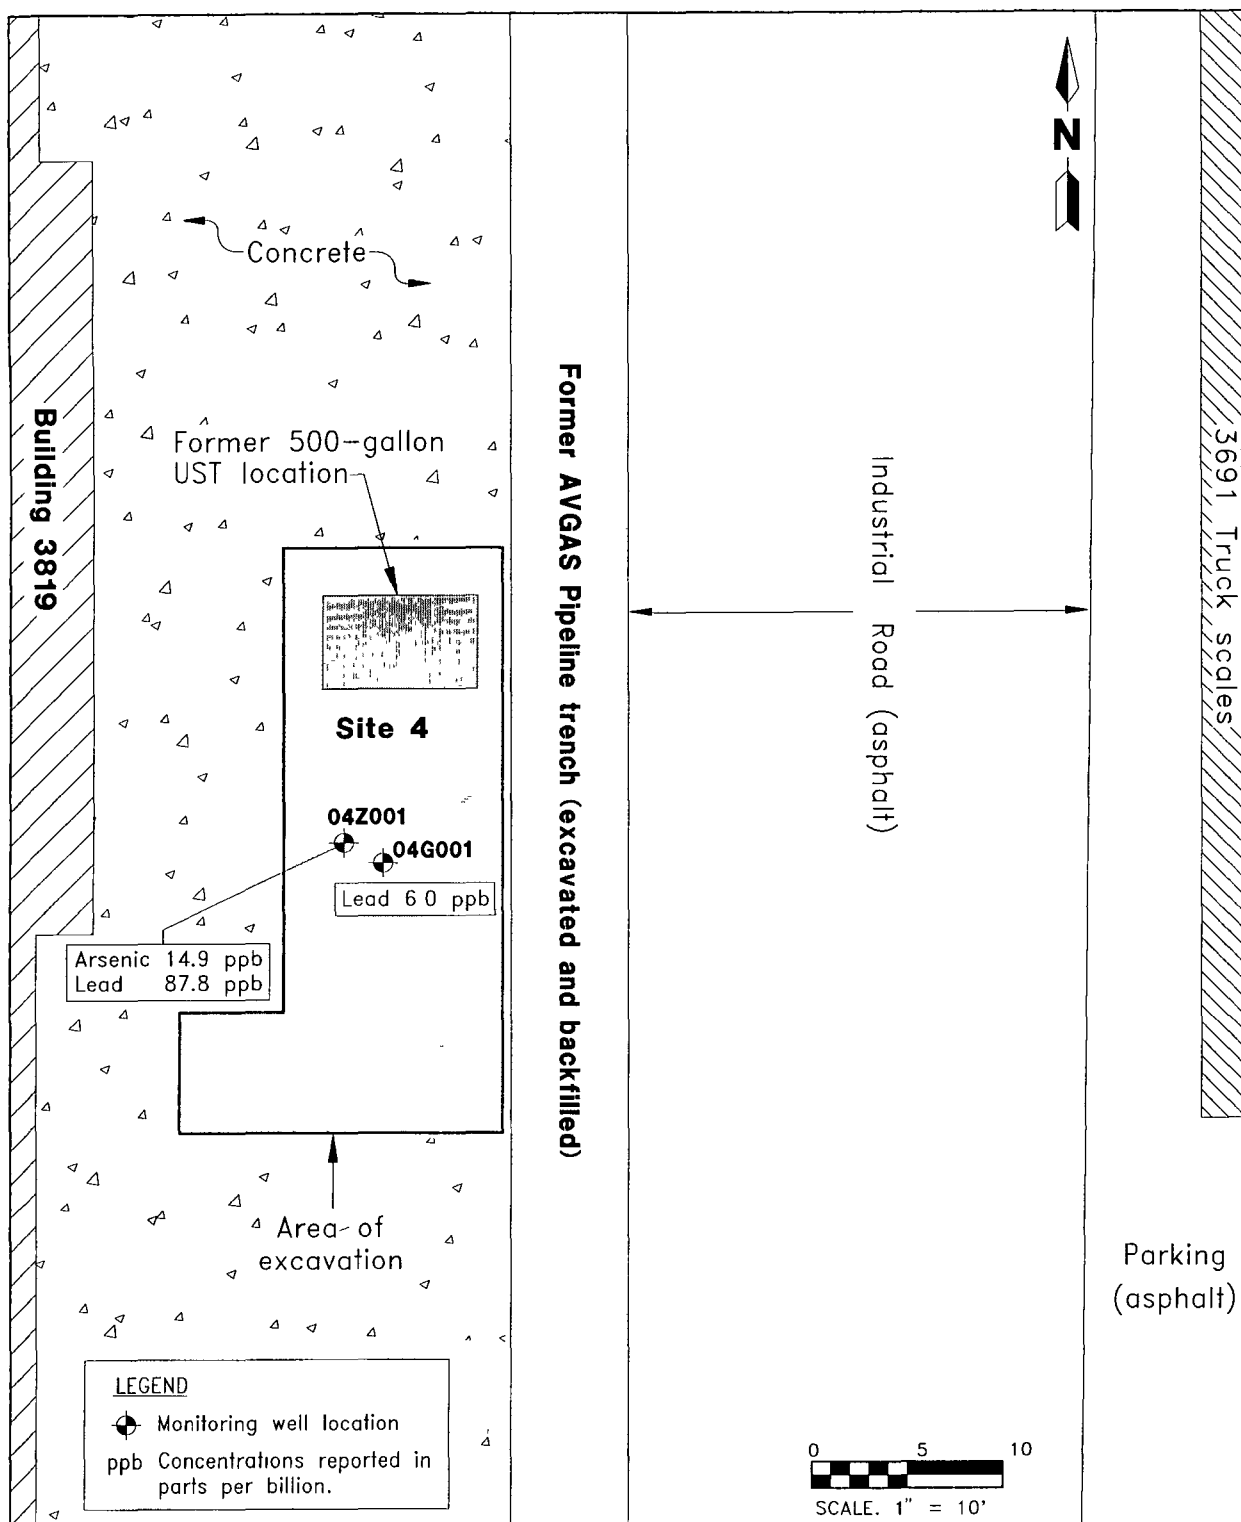 N
Concrete
Former 500-gallon
UST location
Building 3819
Former AVGAS Pipeline trench (excavated and backfilled)
Industrial Road (asphalt)
3691 Truck scales
Site 4
04Z001
04G001
Lead 6 0 ppb
Arsenic 14.9 ppb
Lead 87.8 ppb
Area of
excavation
Parking
(asphalt)
LEGEND
Monitoring well location
ppb Concentrations reported in
parts per billion.
0 5 10
SCALE. 1" = 10'